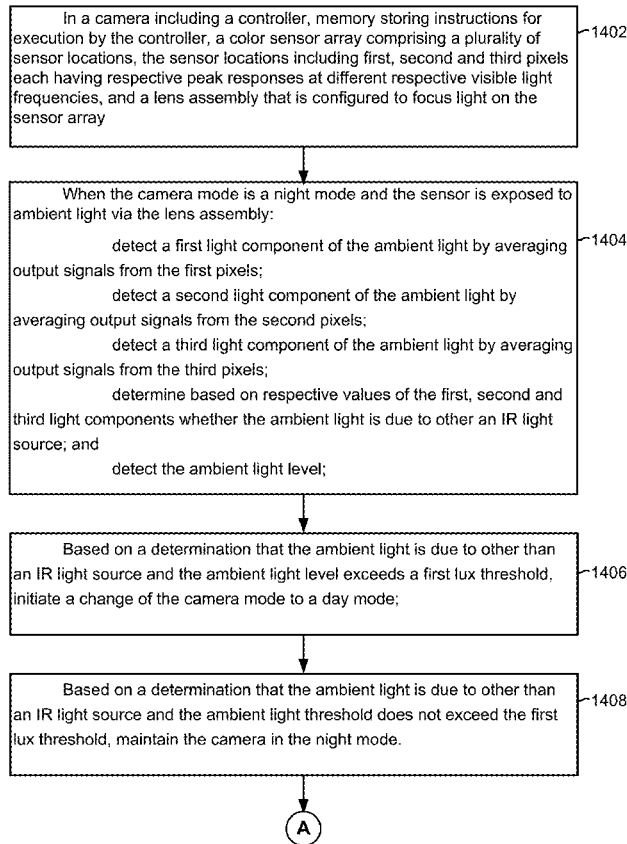 In a camera including a controller, memory storing instructions for
execution by the controller, a color sensor array comprising a plurality of
sensor locations, the sensor locations including first, second and third pixels
each having respective peak responses at different respective visible light
frequencies, and a lens assembly that is configured to focus light on the
sensor array
1402
When the camera mode is a night mode and the sensor is exposed to
ambient light via the lens assembly:
detect a first light component of the ambient light by averaging
output signals from the first pixels;
detect a second light component of the ambient light by
averaging output signals from the second pixels;
detect a third light component of the ambient light by averaging
output signals from the third pixels;
determine based on respective values of the first, second and
third light components whether the ambient light is due to other an IR light
source; and
detect the ambient light level;
1404
Based on a determination that the ambient light is due to other than
an IR light source and the ambient light level exceeds a first lux threshold,
initiate a change of the camera mode to a day mode;
1406
Based on a determination that the ambient light is due to other than
an IR light source and the ambient light threshold does not exceed the first
lux threshold, maintain the camera in the night mode.
1408
A